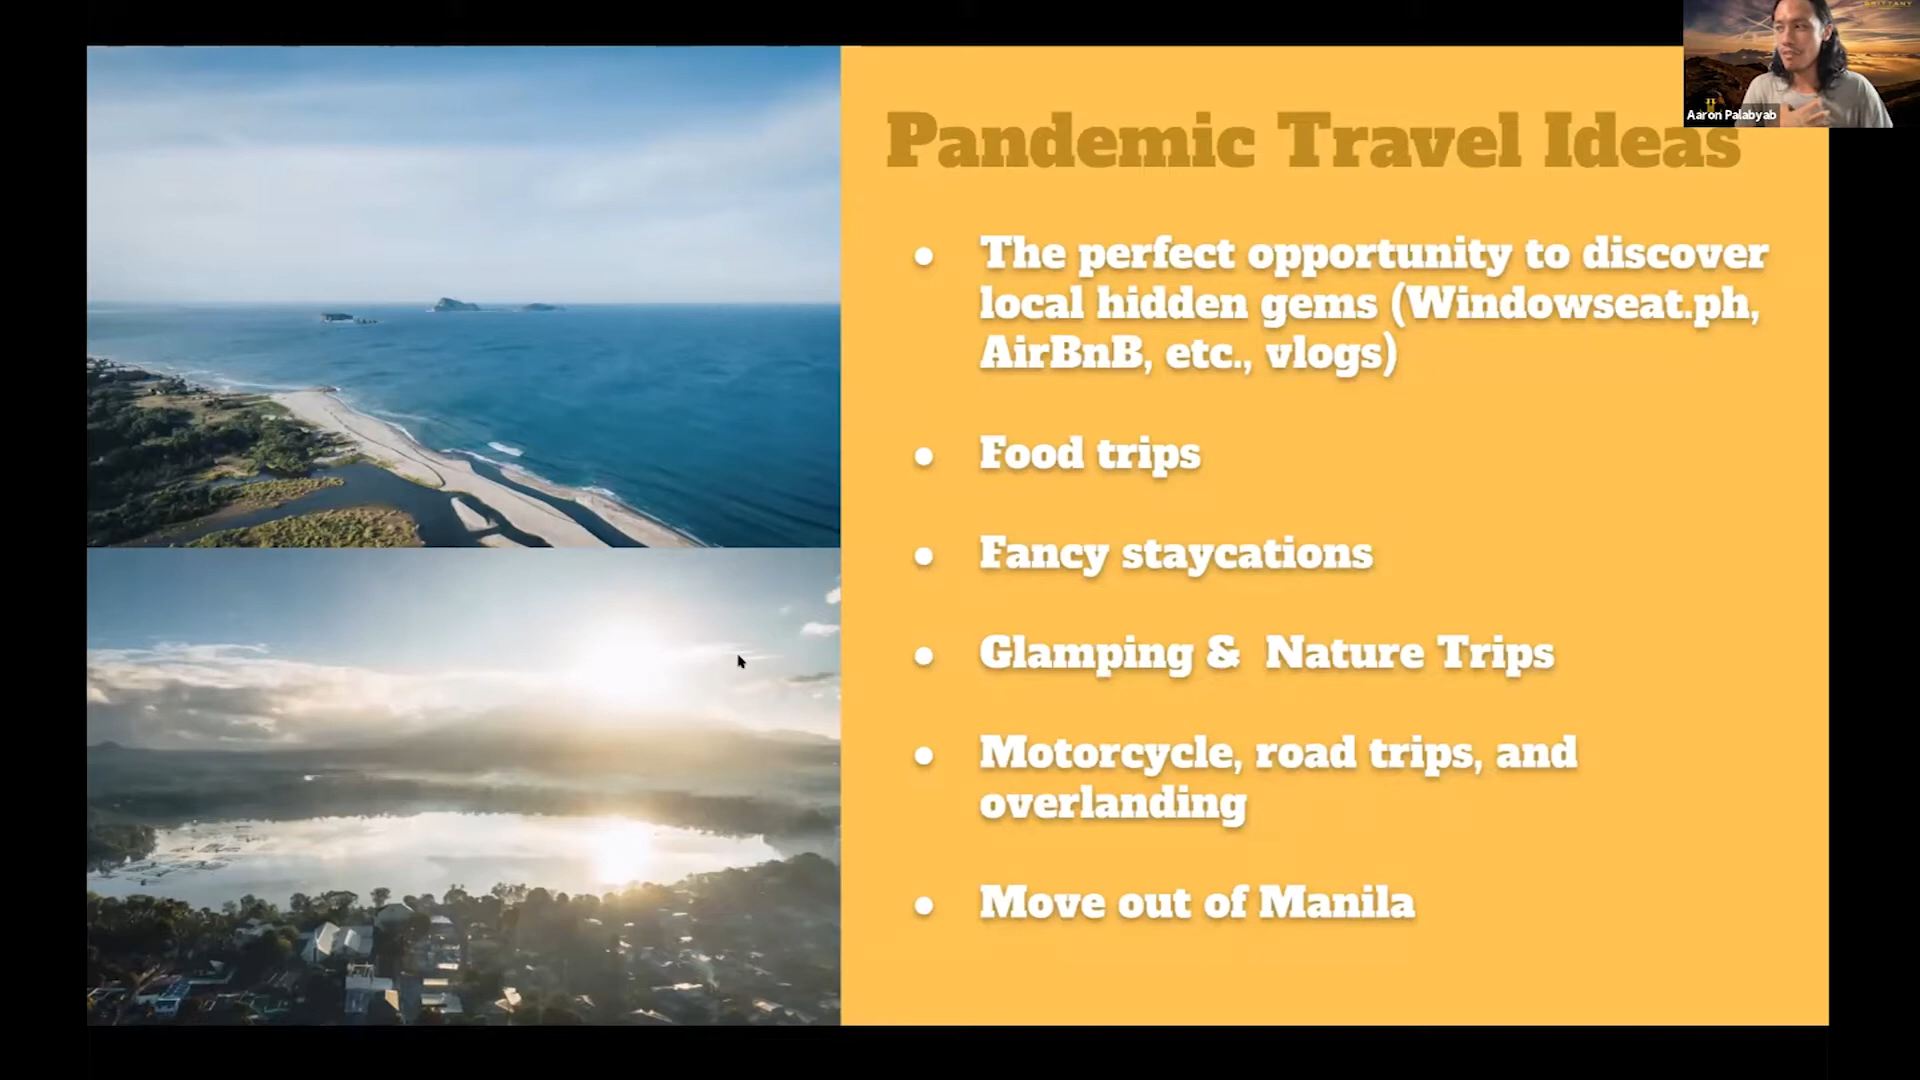 BRITTANY
Aaron Palabyab
Pandemic Travel Ideas
● The perfect opportunity to discover
local hidden gems (Windowseat.ph,
AirBnB, etc., vlogs)
● Food trips
● Fancy staycations
● Glamping &  Nature Trips
● Motorcycle, road trips, and
overlanding
● Move out of Manila